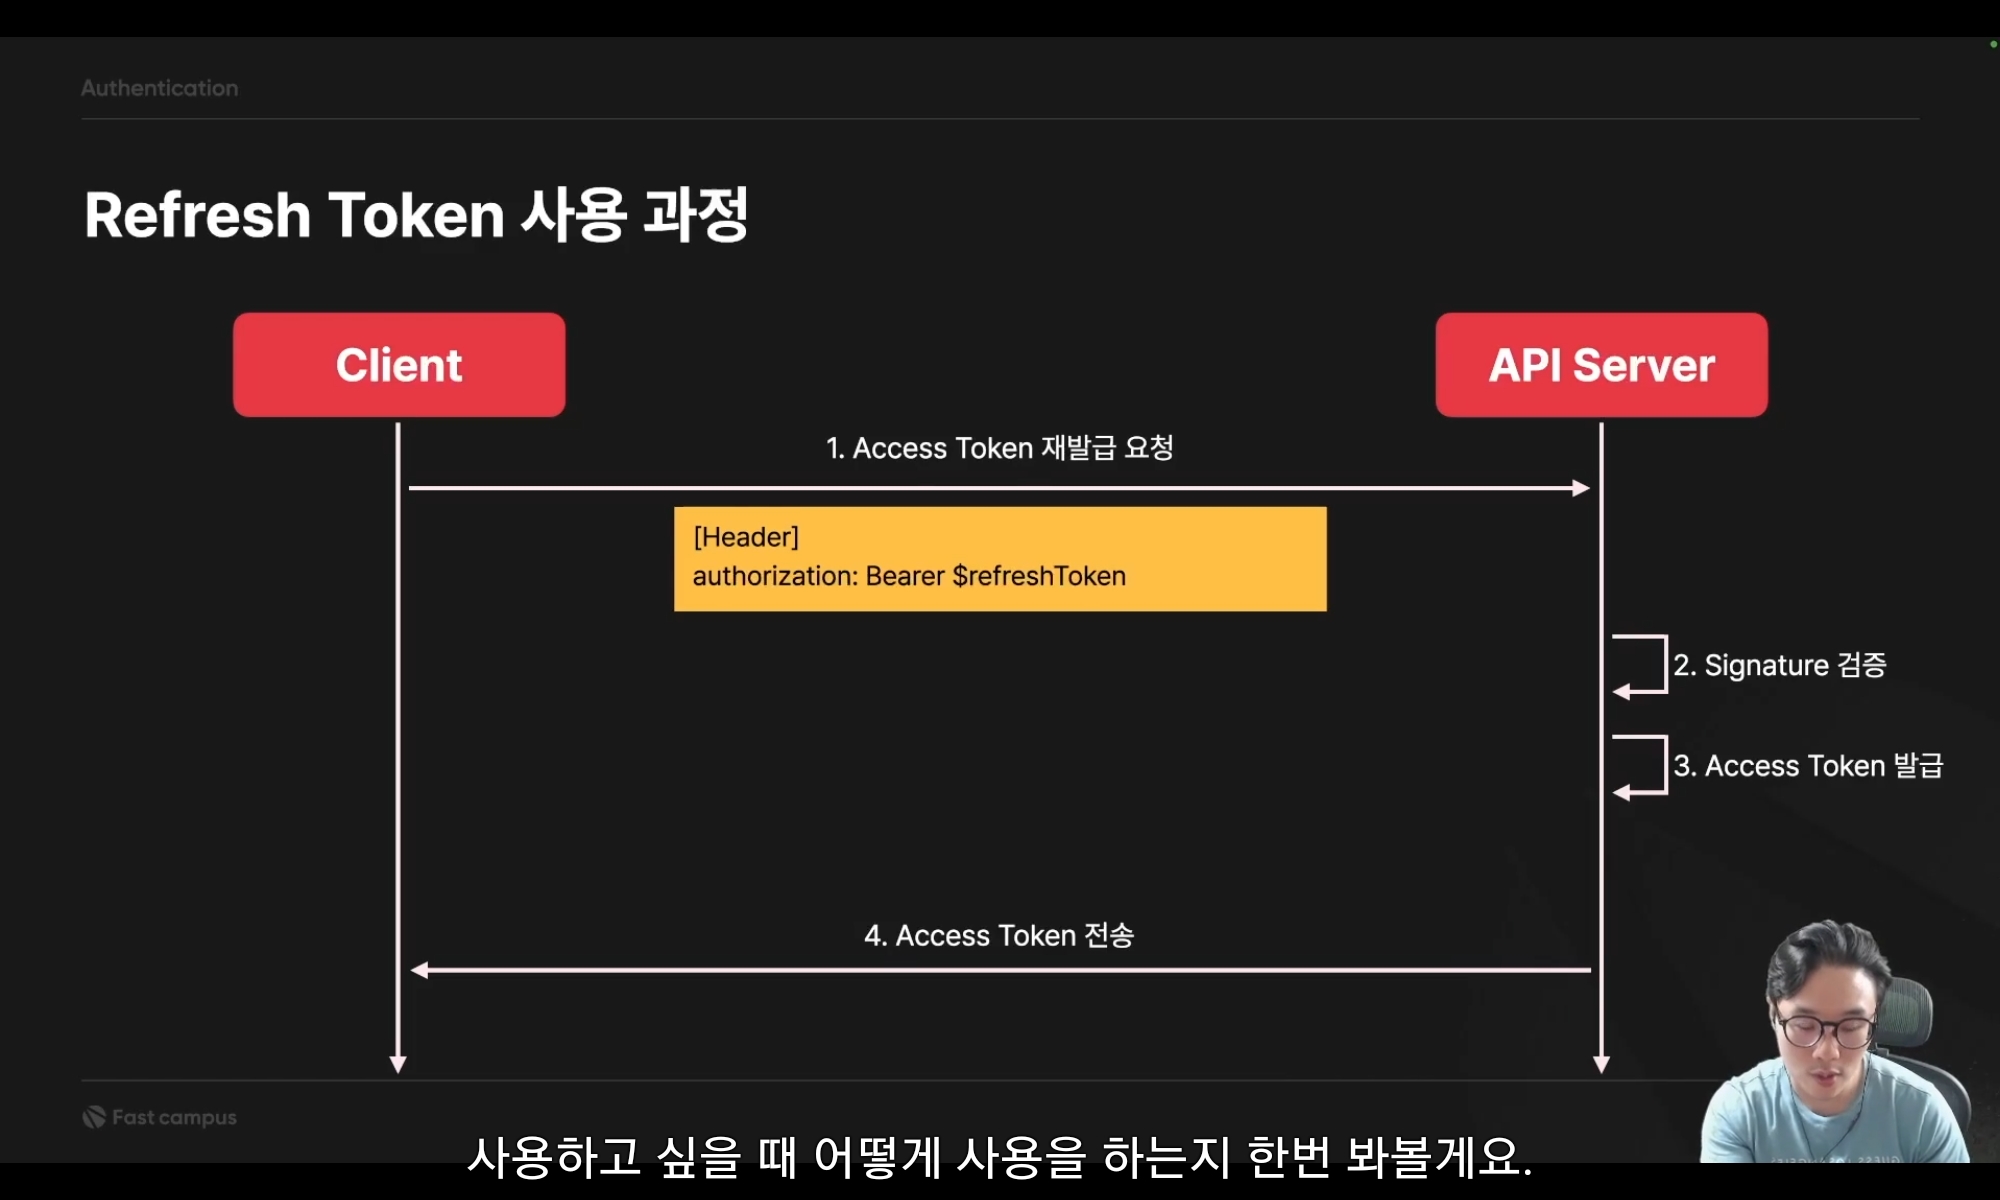 Authentication
Refresh Token 사용 과정
Client
API Server
1. Access Token 재발급 요청
[Header]
authorization: Bearer $refreshToken
2. Signature 검증
3. Access Token 발급
4. Access Token 전송
Fast campus
사용하고 싶을 때 어떻게 사용을 하는지 한번 봐볼게요.